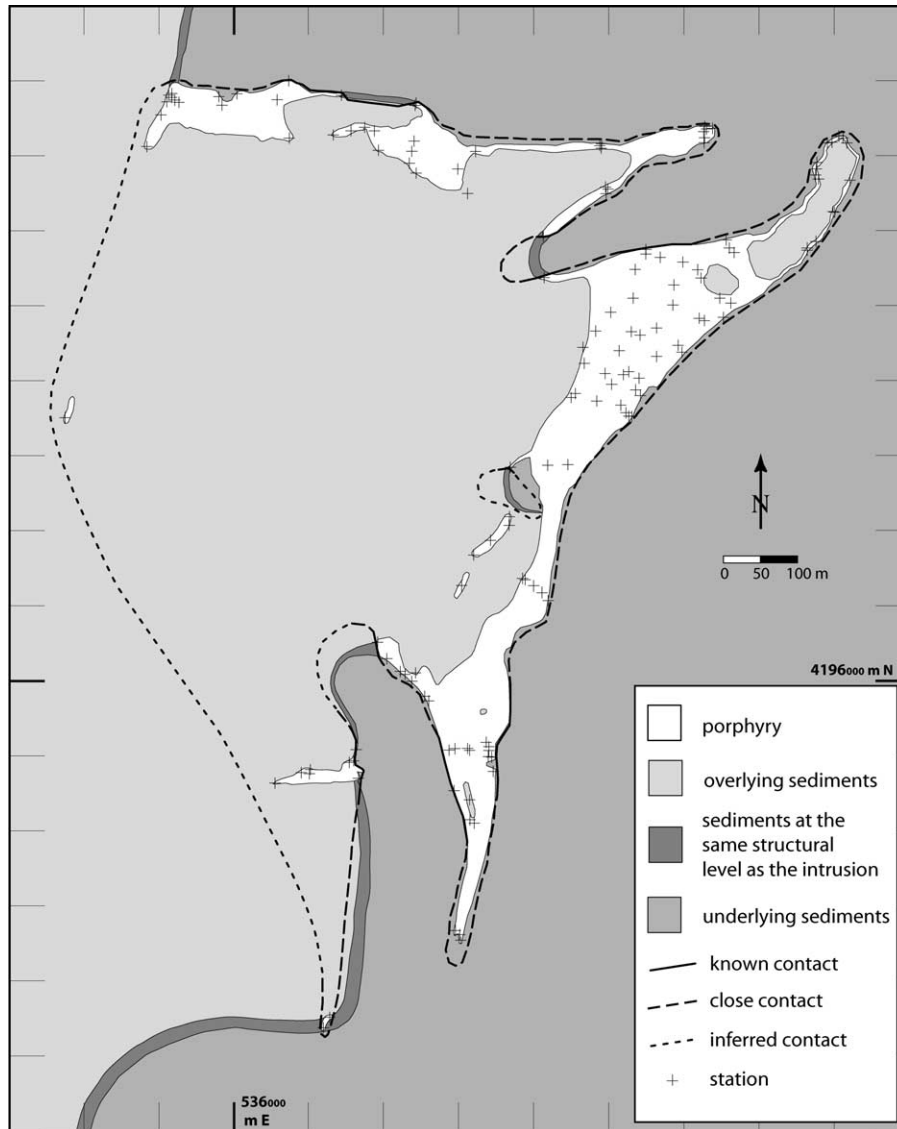 N
0 50 100 m
4196000 m N
porphyry
overlying sediments
sediments at the
same structural
level as the intrusion
underlying sediments
known contact
close contact
inferred contact
station
536000
m E